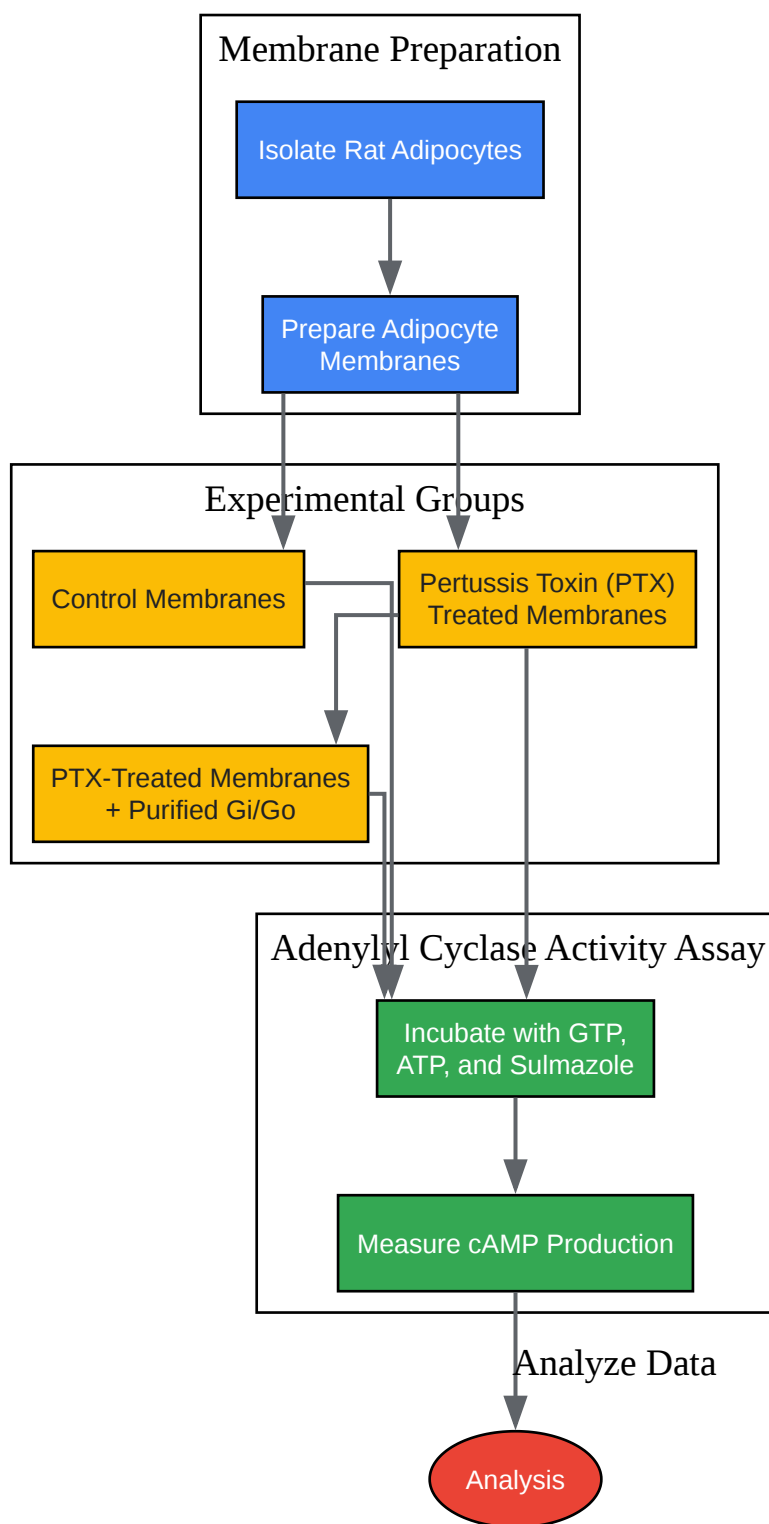 Membrane Preparation
Isolate Rat Adipocytes
Prepare Adipocyte
Membranes
Experimental Groups
Control Membranes
Pertussis Toxin (PTX)
Treated Membranes
PTX-Treated Membranes
+ Purified Gi/Go
Adenylyl Cyclase Activity Assay
Incubate with GTP,
ATP, and Sulmazole
Measure cAMP Production
Analyze Data
Analysis